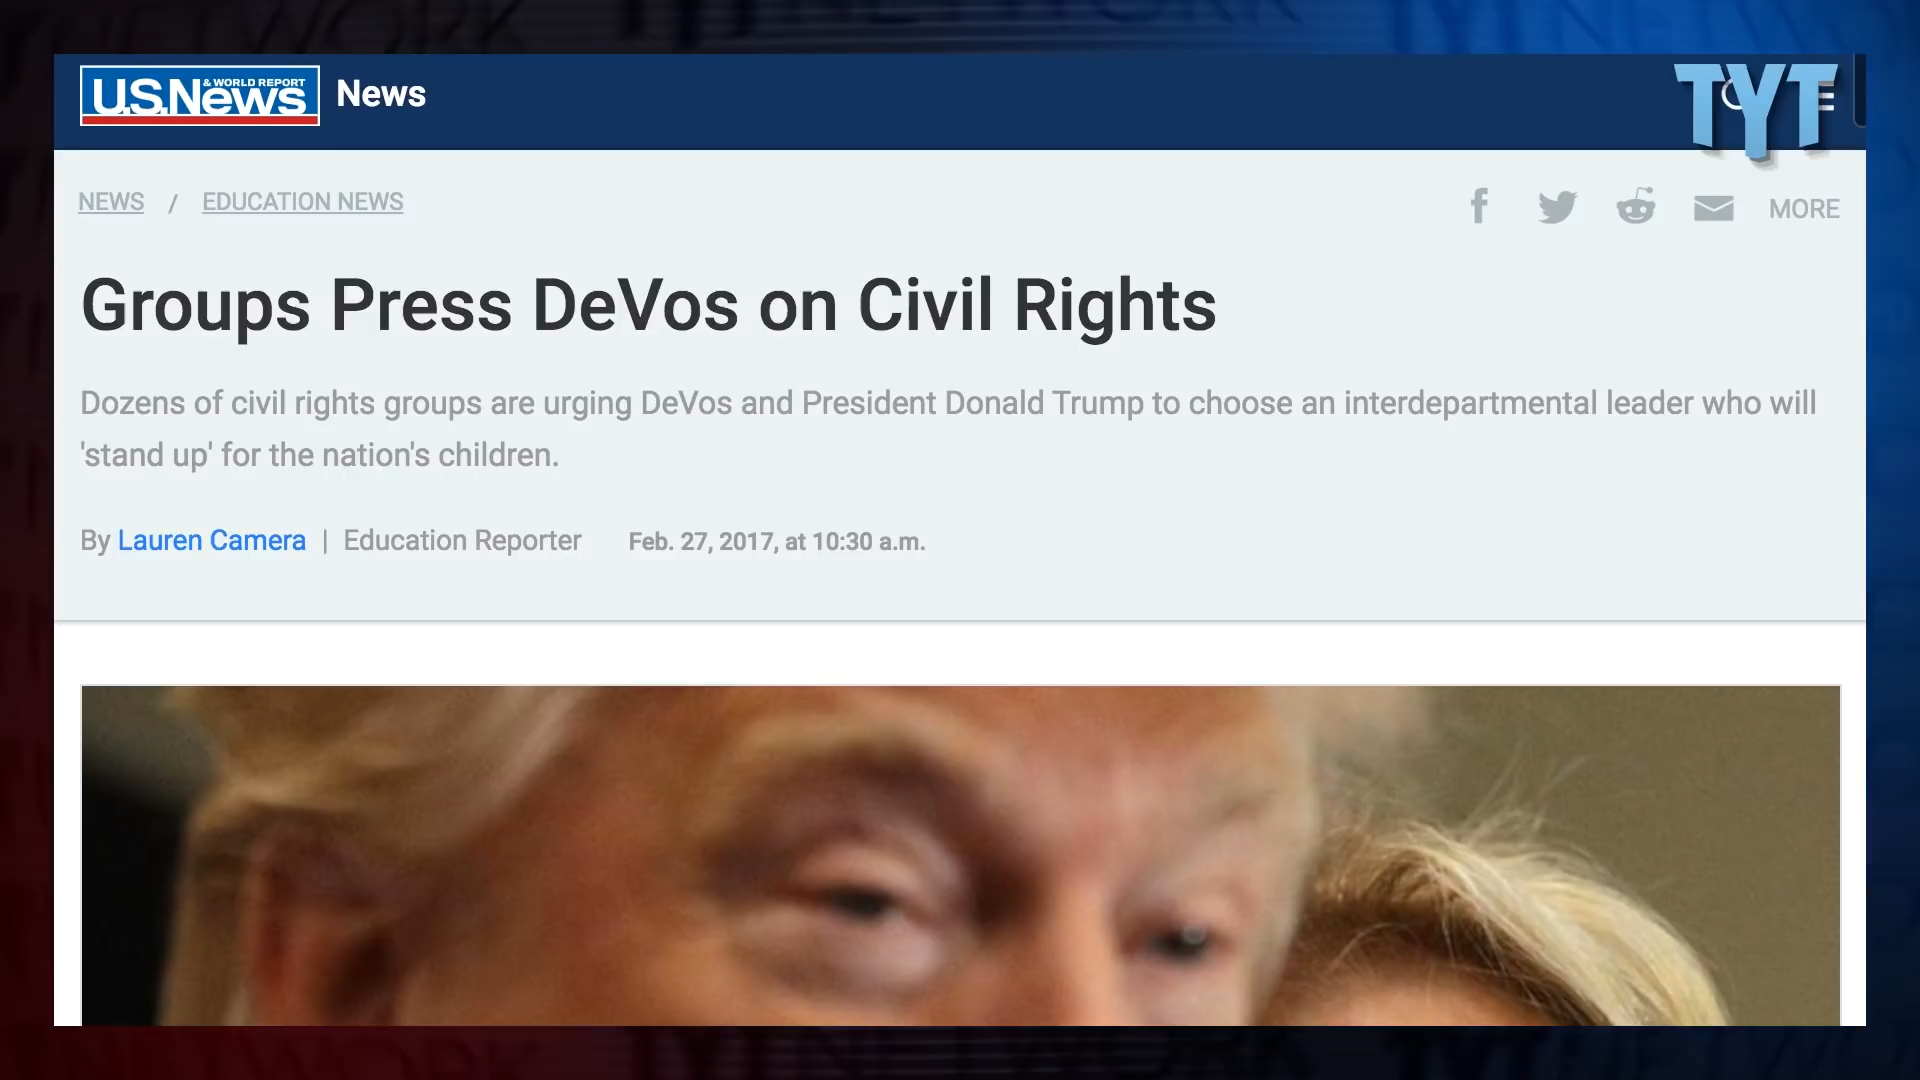 U.S.News & WORLD REPORT News
TYT
NEWS / EDUCATION NEWS
MORE
Groups Press DeVos on Civil Rights
Dozens of civil rights groups are urging DeVos and President Donald Trump to choose an interdepartmental leader who will
'stand up' for the nation's children.
By Lauren Camera | Education Reporter Feb. 27, 2017, at 10:30 a.m.